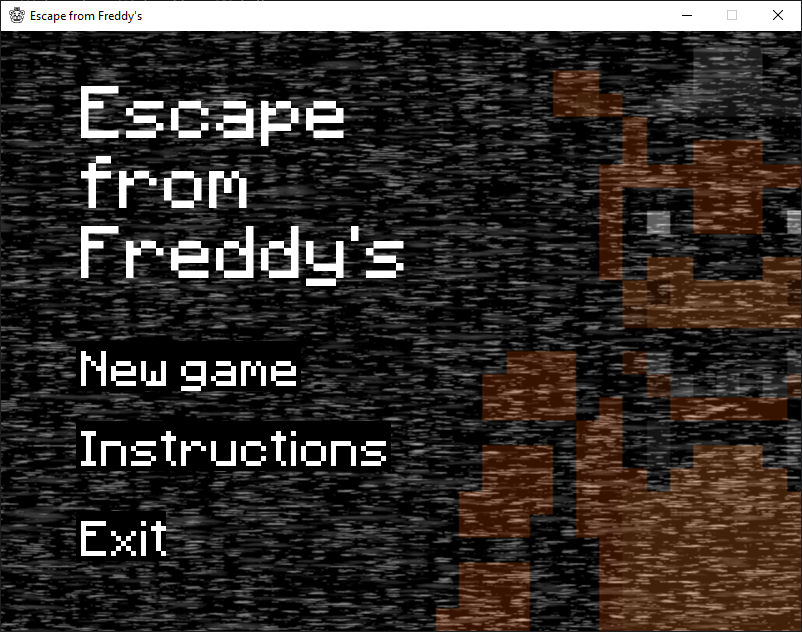 Escape from Freddy's
Escape
from
Freddy's
New game
Instructions
Exit